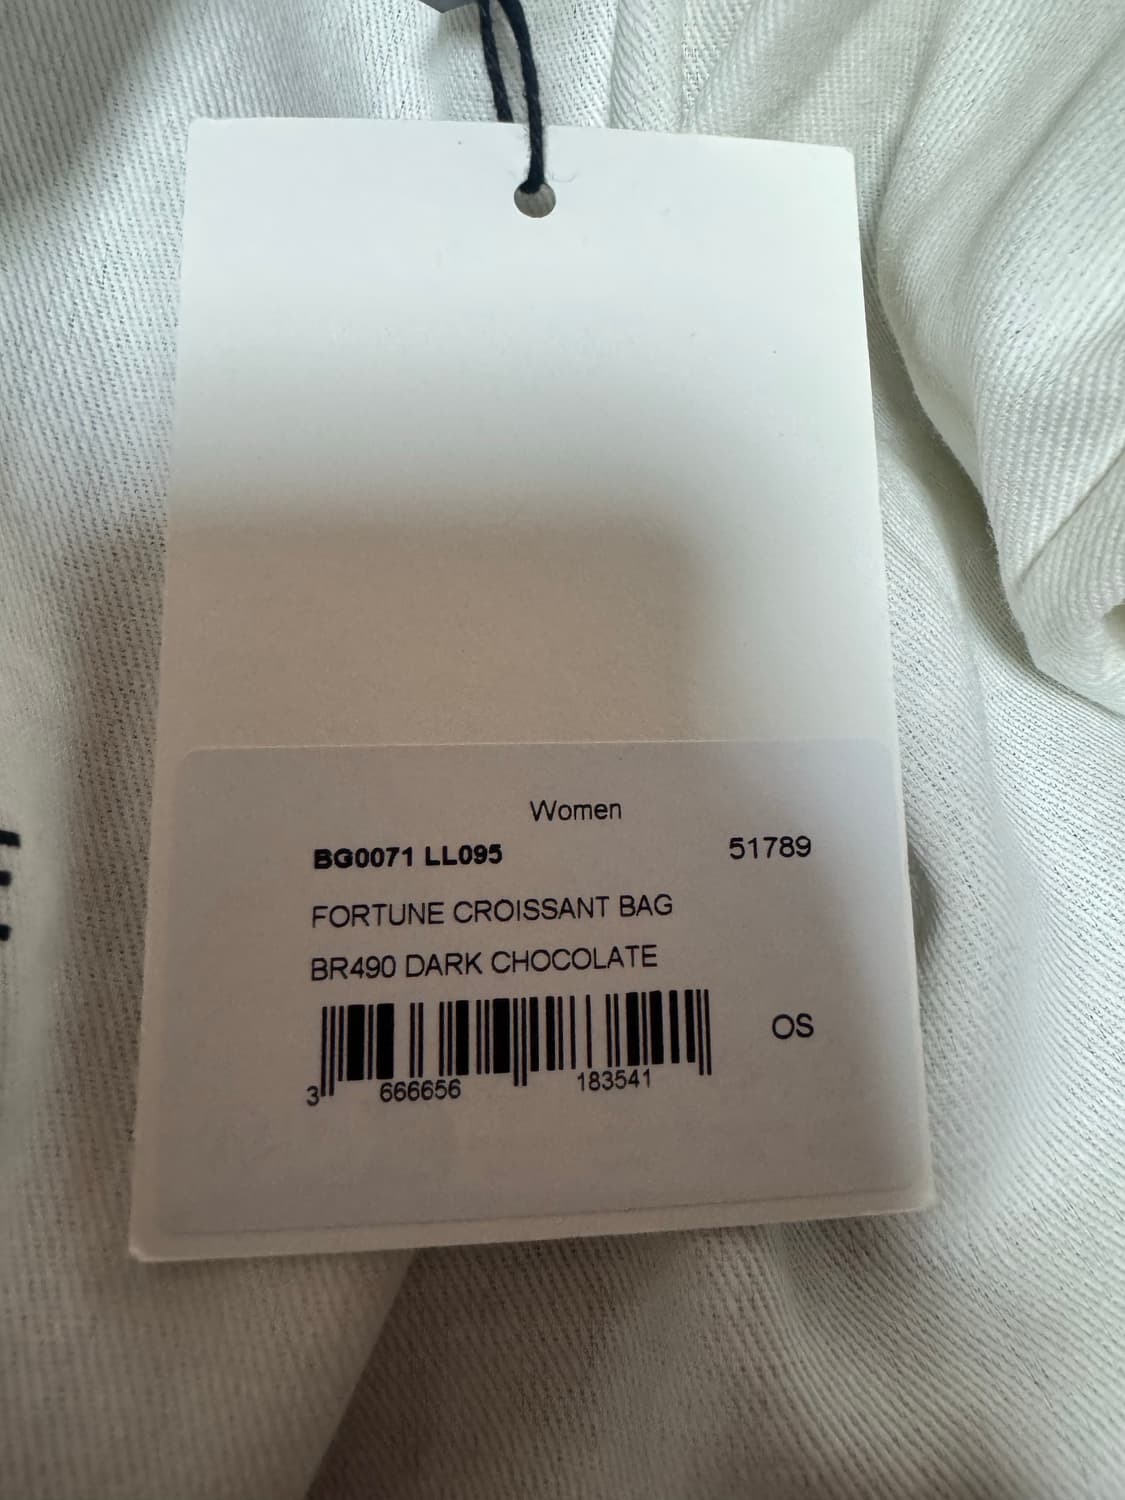 Women
BG0071 LL095 51789
FORTUNE CROISSANT BAG
BR490 DARK CHOCOLATE
OS
3 666656 183541